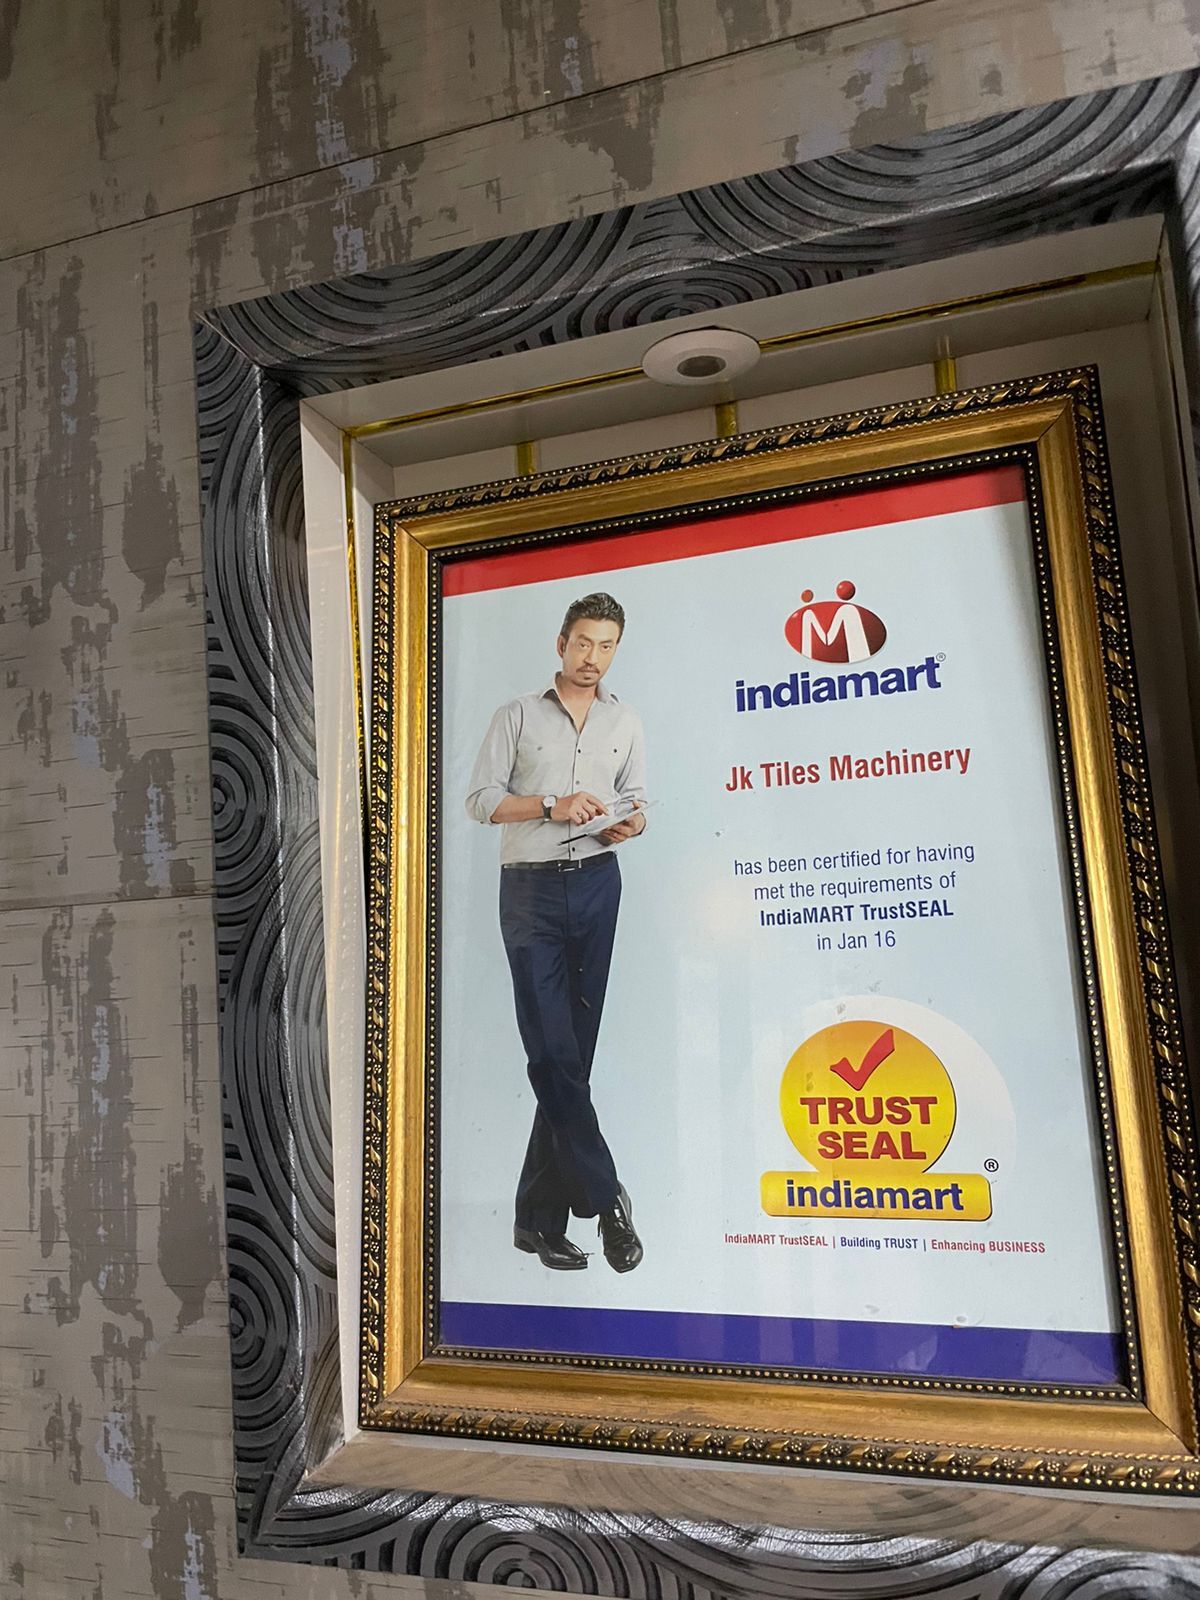 indiamart®
Jk Tiles Machinery
has been certified for having
met the requirements of
IndiaMART TrustSEAL
in Jan 16
TRUST
SEAL
indiamart ®
IndiaMART TrustSEAL | Building TRUST | Enhancing BUSINESS